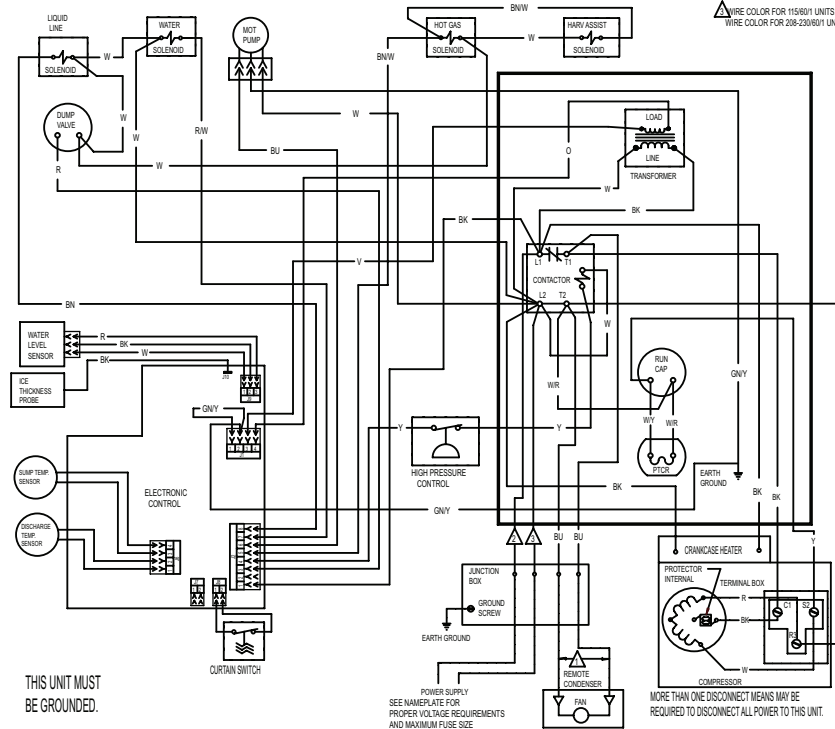 LIQUID
LINE
SOLENOID
WATER
SOLENOID
MOT
PUMP
HOT GAS
SOLENOID
HARV ASSIST
SOLENOID
BN/W
3 WIRE COLOR FOR 115/60/1 UNITS
WIRE COLOR FOR 208-230/60/1 UN
W
BN/W
W
DUMP
VALVE
W
W
R/W
W
BU
R
W
LOAD
LINE
TRANSFORMER
O
W
BK
BK
V
L1
T1
CONTACTOR
L2
T2
W
W/R
BN
WATER
LEVEL
SENSOR
R
BK
W
BK
ICE
THICKNESS
PROBE
J10
GN/Y
RUN
CAP
W/Y
W/R
PTCR
GN/Y
Y
Y
HIGH PRESSURE
CONTROL
EARTH
GROUND
BK
BK
BK
GN/Y
SUMP TEMP.
SENSOR
DISCHARGE
TEMP.
SENSOR
ELECTRONIC
CONTROL
CURTAIN SWITCH
2
3
BU
BU
Y
JUNCTION
BOX
GROUND
SCREW
EARTH GROUND
CRANKCASE HEATER
PROTECTOR
INTERNAL
TERMINAL BOX
R
BK
W
C1
S2
R3
COMPRESSOR
1
REMOTE
CONDENSER
FAN
THIS UNIT MUST
BE GROUNDED.
POWER SUPPLY
SEE NAMEPLATE FOR
PROPER VOLTAGE REQUIREMENTS
AND MAXIMUM FUSE SIZE
MORE THAN ONE DISCONNECT MEANS MAY BE
REQUIRED TO DISCONNECT ALL POWER TO THIS UNIT.